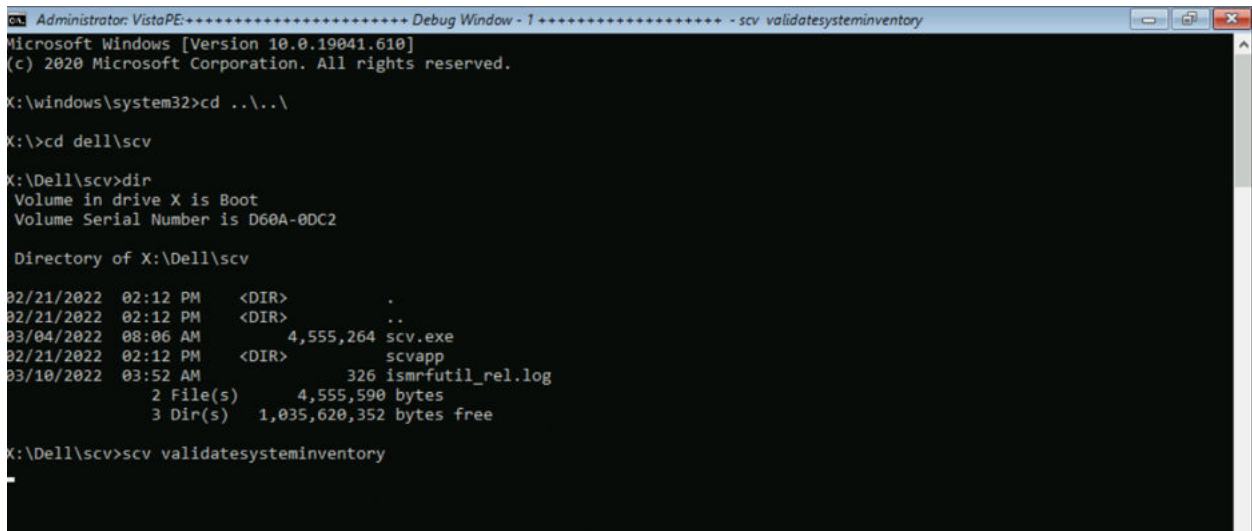 Administrator: VistaPE:++++++++++++++++++++++++ Debug Window - 1 ++++++++++++++++++++ - scv validatesysteminventory
Microsoft Windows [Version 10.0.19041.610]
(c) 2020 Microsoft Corporation. All rights reserved.
X:\windows\system32>cd ..\..\
X:\>cd dell\scv
X:\Dell\scv>dir
Volume in drive X is Boot
Volume Serial Number is D60A-0DC2
Directory of X:\Dell\scv
02/21/2022 02:12 PM <DIR> .
02/21/2022 02:12 PM <DIR> ..
03/04/2022 08:06 AM 4,555,264 scv.exe
02/21/2022 02:12 PM <DIR> scvapp
03/10/2022 03:52 AM 326 ismrfutil_rel.log
2 File(s) 4,555,590 bytes
3 Dir(s) 1,035,620,352 bytes free
X:\Dell\scv>scv validatesysteminventory